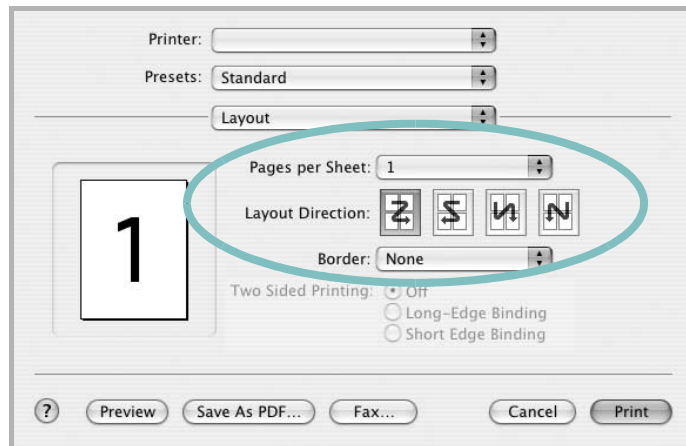 Printer:
Presets: Standard
Layout
Pages per Sheet: 1
1
Layout Direction:
Border: None
Two Sided Printing: Off
Long-Edge Binding
Short Edge Binding
? Preview Save As PDF... Fax... Cancel Print